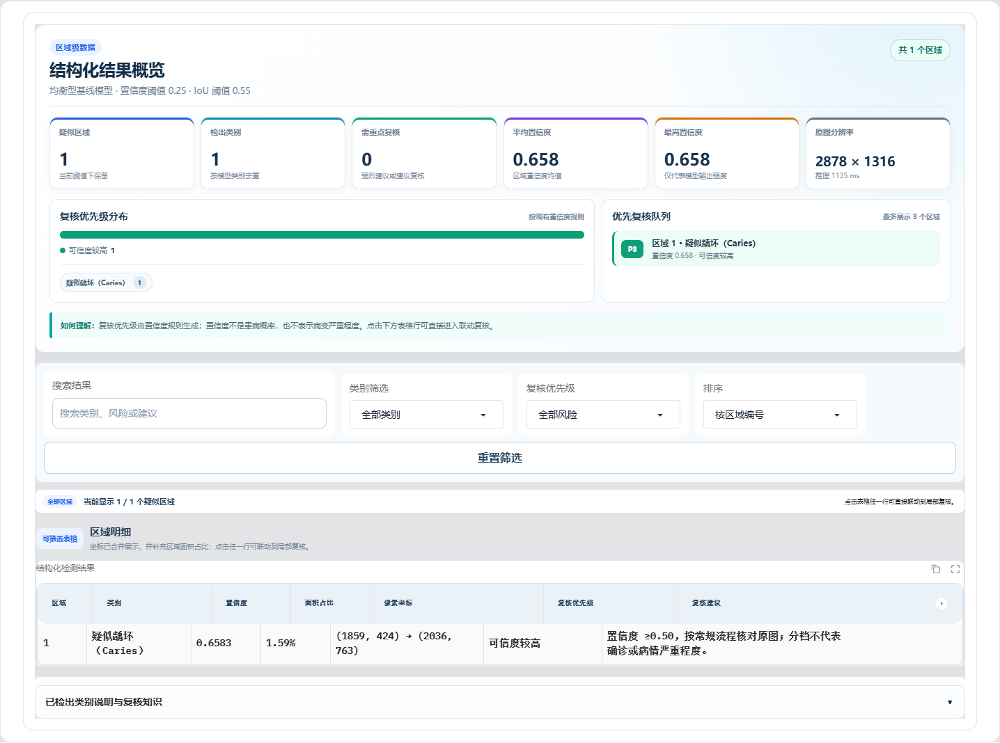 区域级数据
共 1 个区域
结构化结果概览
均衡型基线模型 · 置信度阈值 0.25 · IoU 阈值 0.55
疑似区域
1
当前阈值下保留
检出类别
1
按模型类别去重
需重点复核
0
强烈建议或建议复核
平均置信度
0.658
区域置信度均值
最高置信度
0.658
仅代表模型输出强度
原图分辨率
2878 × 1316
推理 1135 ms
复核优先级分布
按现有置信度规则
可信度较高 1
疑似龋坏（Caries） 1
优先复核队列
最多展示 3 个区域
P3
区域 1 · 疑似龋坏（Caries）
置信度 0.658 · 可信度较高
如何理解：复核优先级由置信度规则生成；置信度不是患病概率，也不表示病变严重程度。点击下方表格行可直接进入联动复核。
搜索结果
搜索类别、风险或建议
类别筛选
全部类别
复核优先级
全部风险
排序
按区域编号
重置筛选
全部区域 当前显示 1 / 1 个疑似区域
点击表格任一行可直接联动到局部复核。
可筛选表格
区域明细
坐标已合并展示，并补充区域面积占比；点击任一行可联动到局部复核。
结构化检测结果
区域 类别 置信度 面积占比 像素坐标 复核优先级 复核建议
1
疑似龋坏
（Caries）
0.6583
1.59%
(1859, 424) → (2036,
763)
可信度较高
置信度 ≥0.50，按常规流程核对原图；分档不代表
确诊或病情严重程度。
已检出类别说明与复核知识